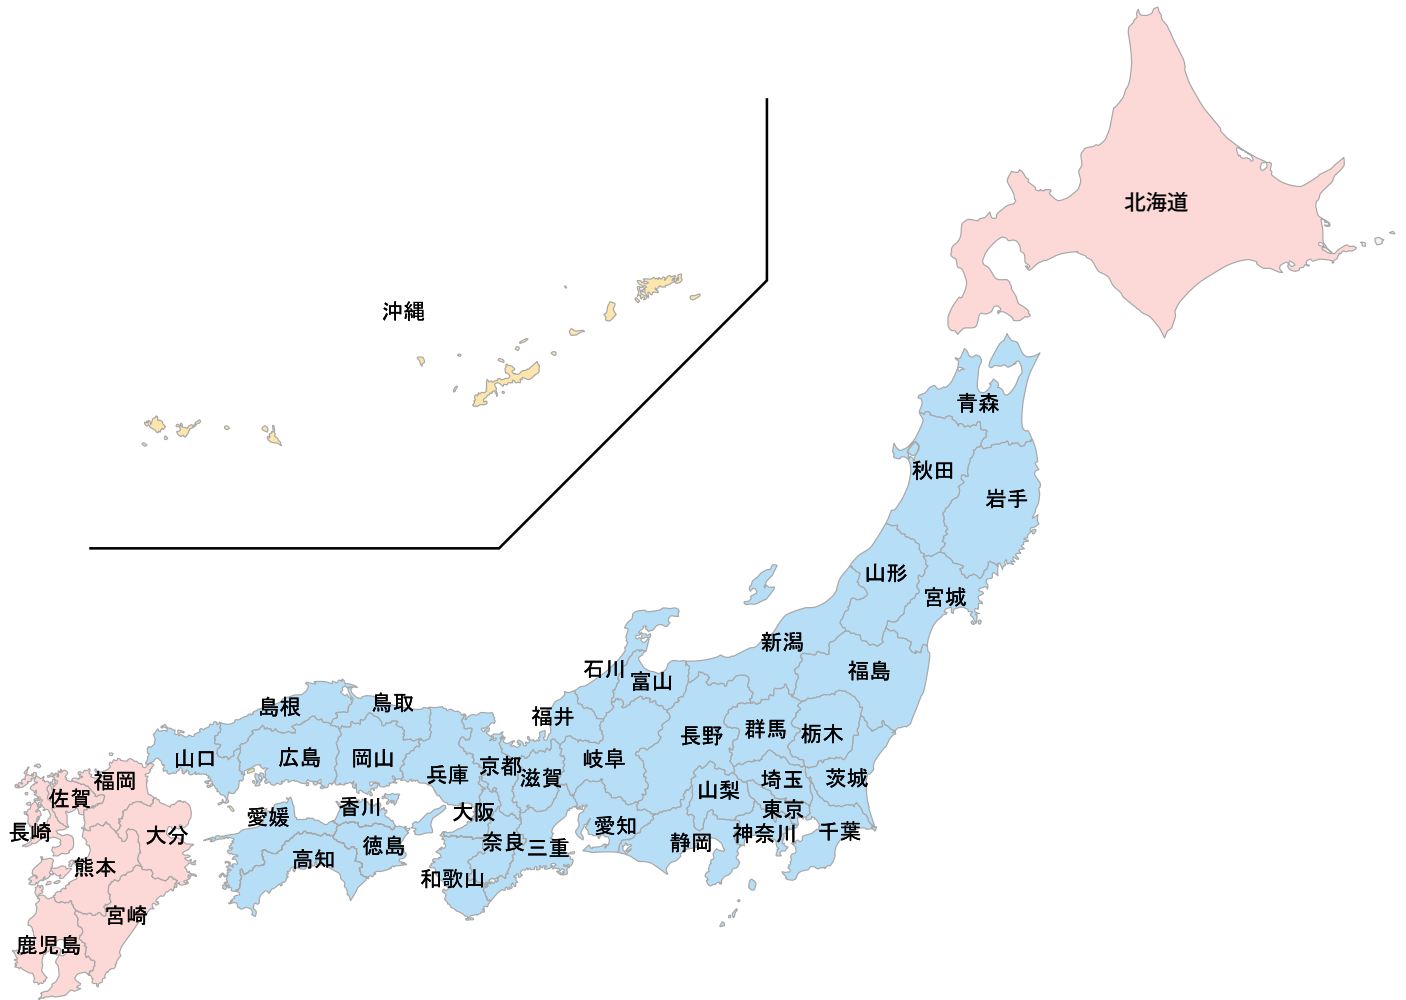 北海道
沖縄
青森
秋田
岩手
山形
宮城
新潟
福島
石川
富山
島根
鳥取
福井
長野
群馬
栃木
山口
広島
岡山
岐阜
兵庫
京都
滋賀
埼玉
茨城
福岡
佐賀
山梨
香川
大阪
東京
愛媛
愛知
千葉
神奈川
長崎
大分
徳島
奈良
三重
静岡
高知
熊本
和歌山
宮崎
鹿児島